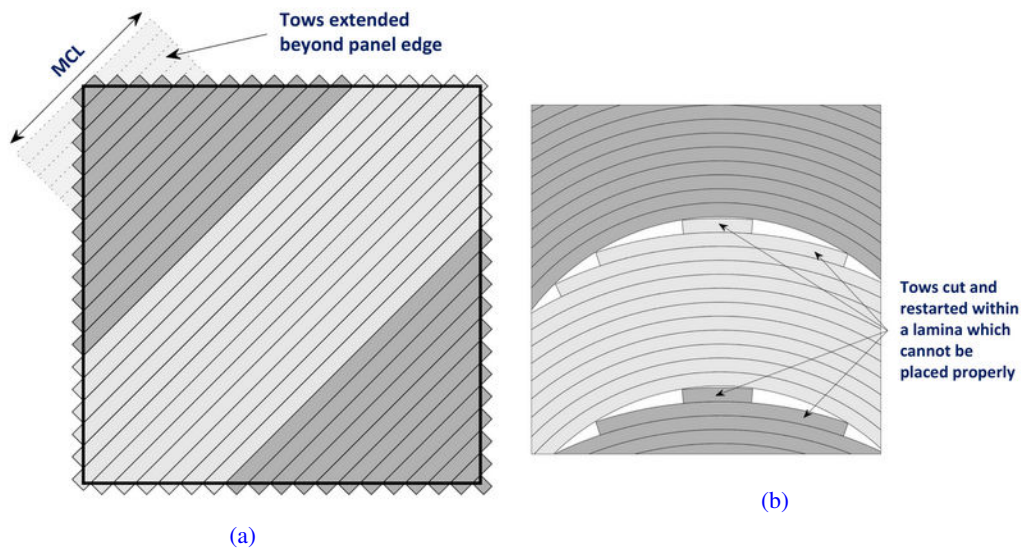 Tows extended
beyond panel edge
MCL
Tows cut and
restarted within
a lamina which
cannot be
placed properly
(a)
(b)